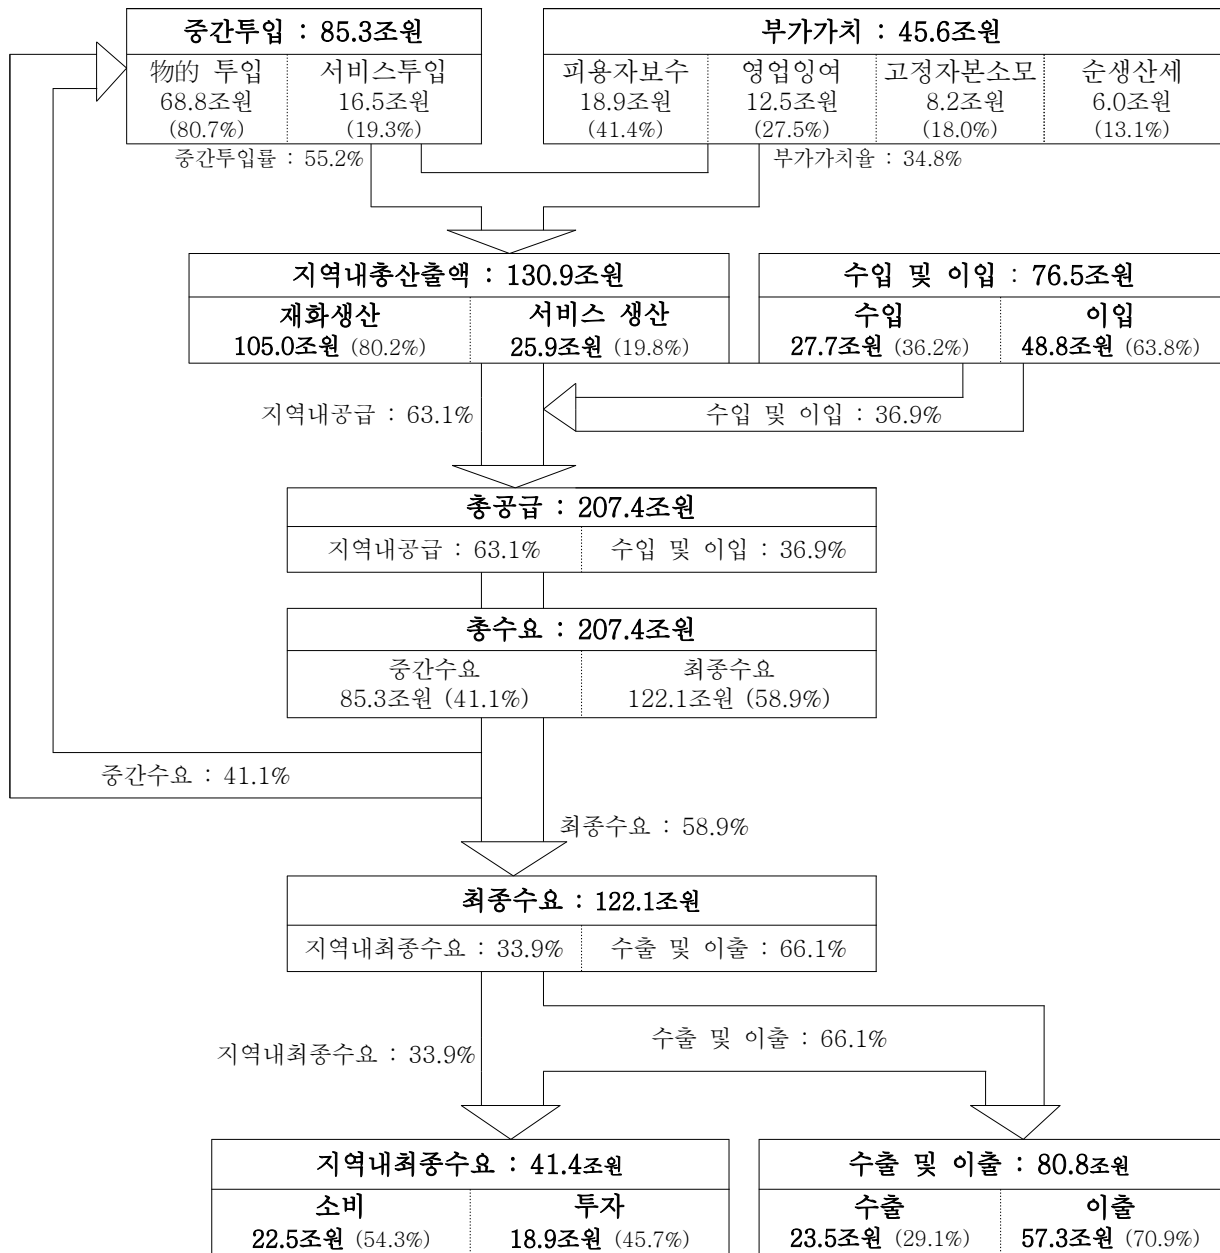 중간투입 : 85.3조원
부가가치 : 45.6조원
物的 투입
서비스투입
피용자보수
영업잉여
고정자본소모
순생산세
68.8조원
16.5조원
18.9조원
12.5조원
8.2조원
6.0조원
(80.7%)
(19.3%)
(41.4%)
(27.5%)
(18.0%)
(13.1%)
중간투입률 : 55.2%
부가가치율 : 34.8%
지역내총산출액 : 130.9조원
수입 및 이입 : 76.5조원
재화생산
서비스 생산
수입
이입
105.0조원 (80.2%)
25.9조원 (19.8%)
27.7조원 (36.2%)
48.8조원 (63.8%)
지역내공급 : 63.1%
수입 및 이입 : 36.9%
총공급 : 207.4조원
지역내공급 : 63.1%
수입 및 이입 : 36.9%
총수요 : 207.4조원
중간수요
최종수요
85.3조원 (41.1%)
122.1조원 (58.9%)
중간수요 : 41.1%
최종수요 : 58.9%
최종수요 : 122.1조원
지역내최종수요 : 33.9%
수출 및 이출 : 66.1%
수출 및 이출 : 66.1%
지역내최종수요 : 33.9%
지역내최종수요 : 41.4조원
수출 및 이출 : 80.8조원
소비
투자
수출
이출
22.5조원 (54.3%)
18.9조원 (45.7%)
23.5조원 (29.1%)
57.3조원 (70.9%)